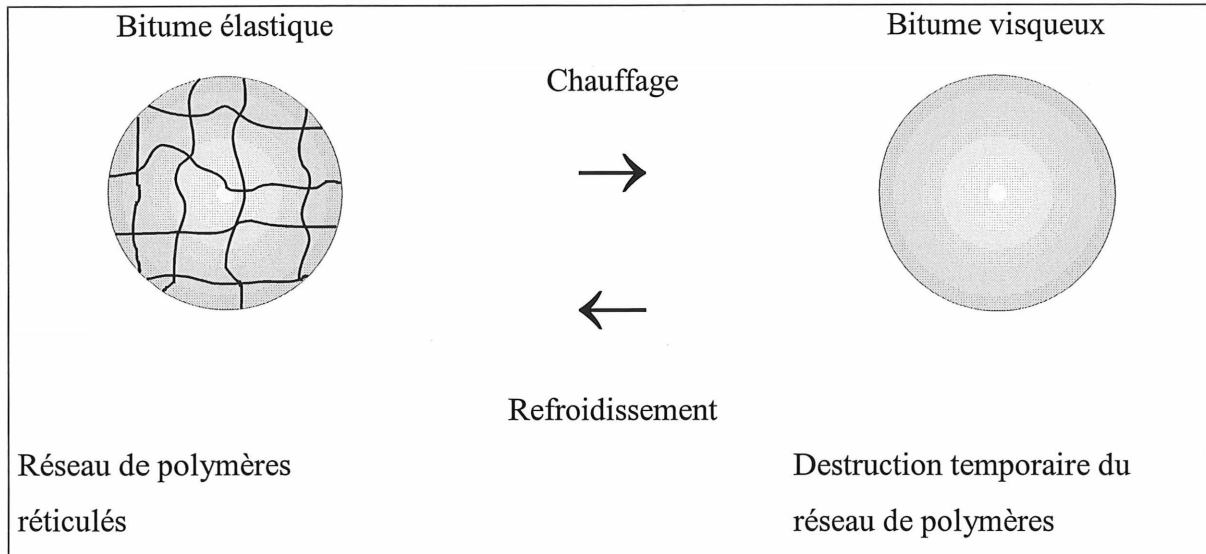 Bitume élastique
Bitume visqueux
Chauffage
Refroidissement
Réseau de polymères
réticulés
Destruction temporaire du
réseau de polymères